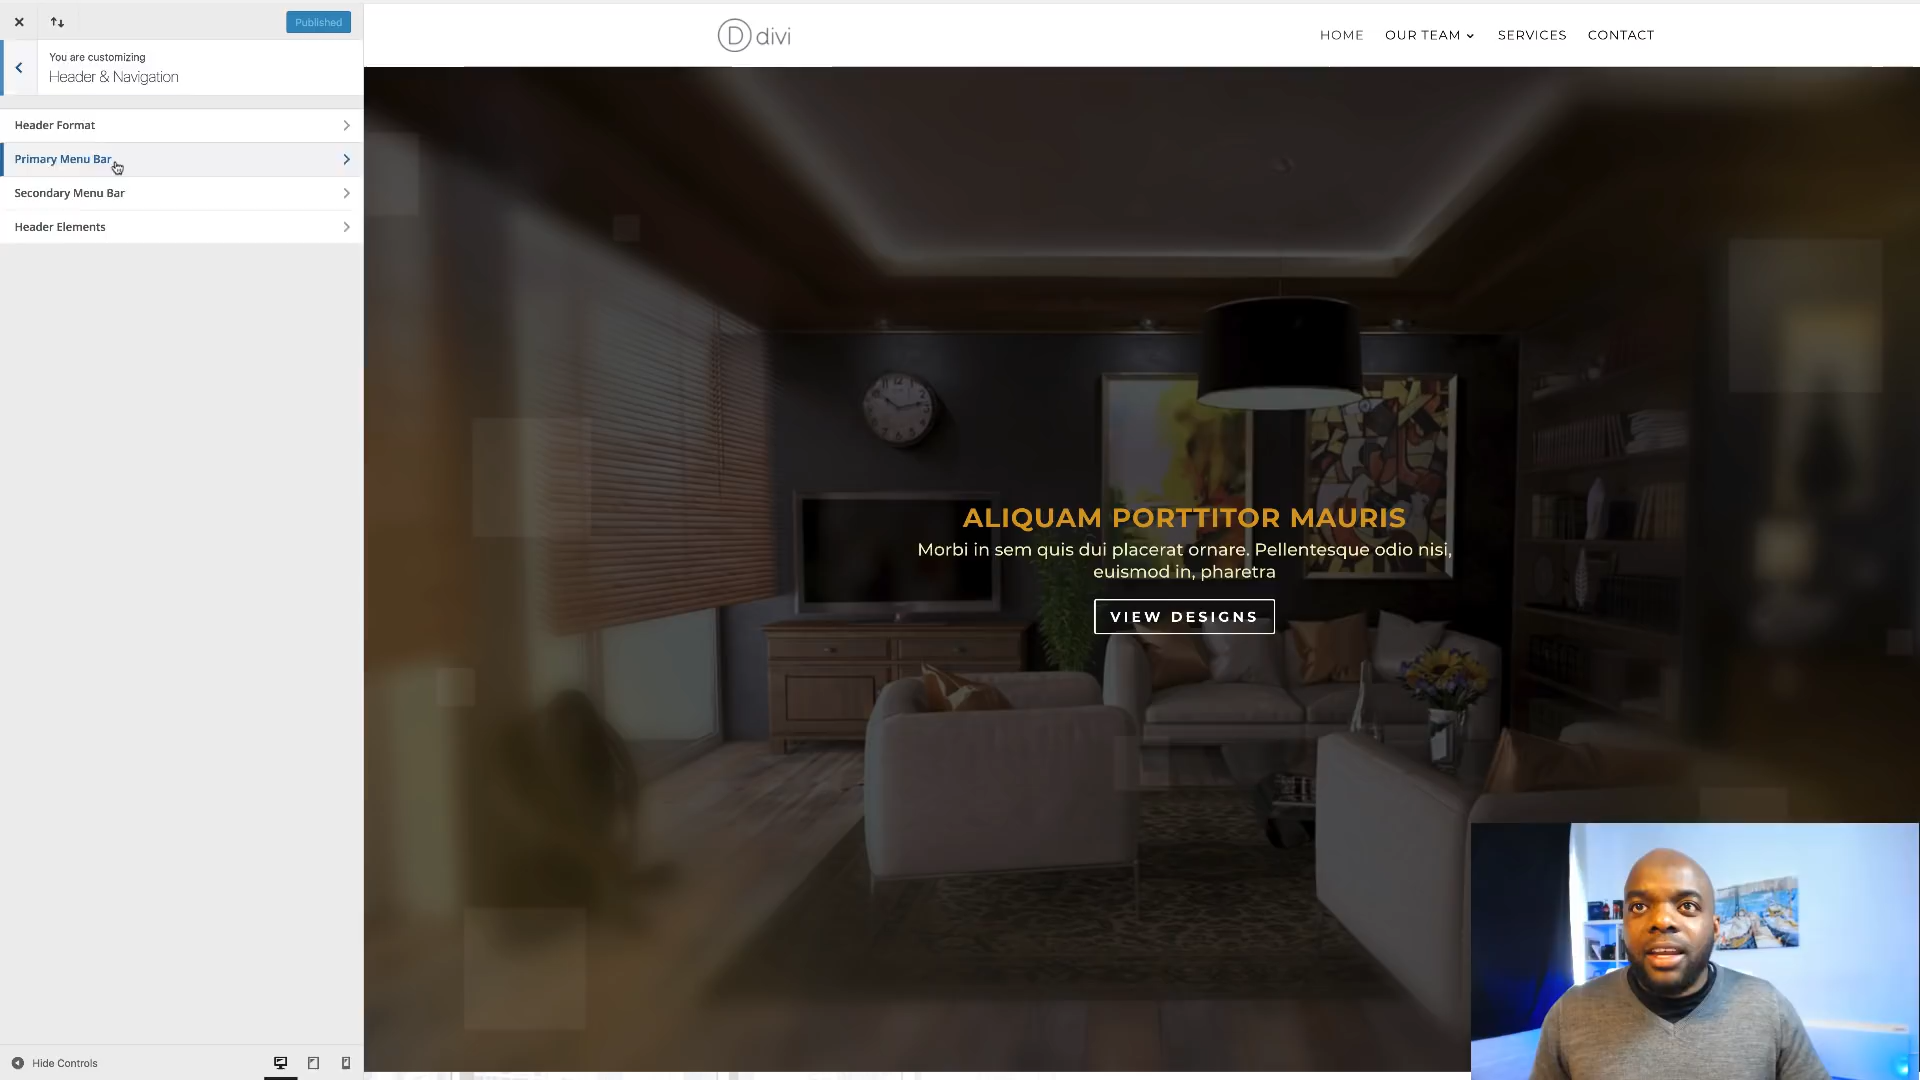 Published
You are customizing
Header & Navigation
Header Format
Primary Menu Bar
Secondary Menu Bar
Header Elements
Hide Controls
D divi
HOME OUR TEAM SERVICES CONTACT
ALIQUAM PORTTITOR MAURIS
Morbi in sem quis dui placerat ornare. Pellentesque odio nisi,
euismod in, pharetra
VIEW DESIGNS